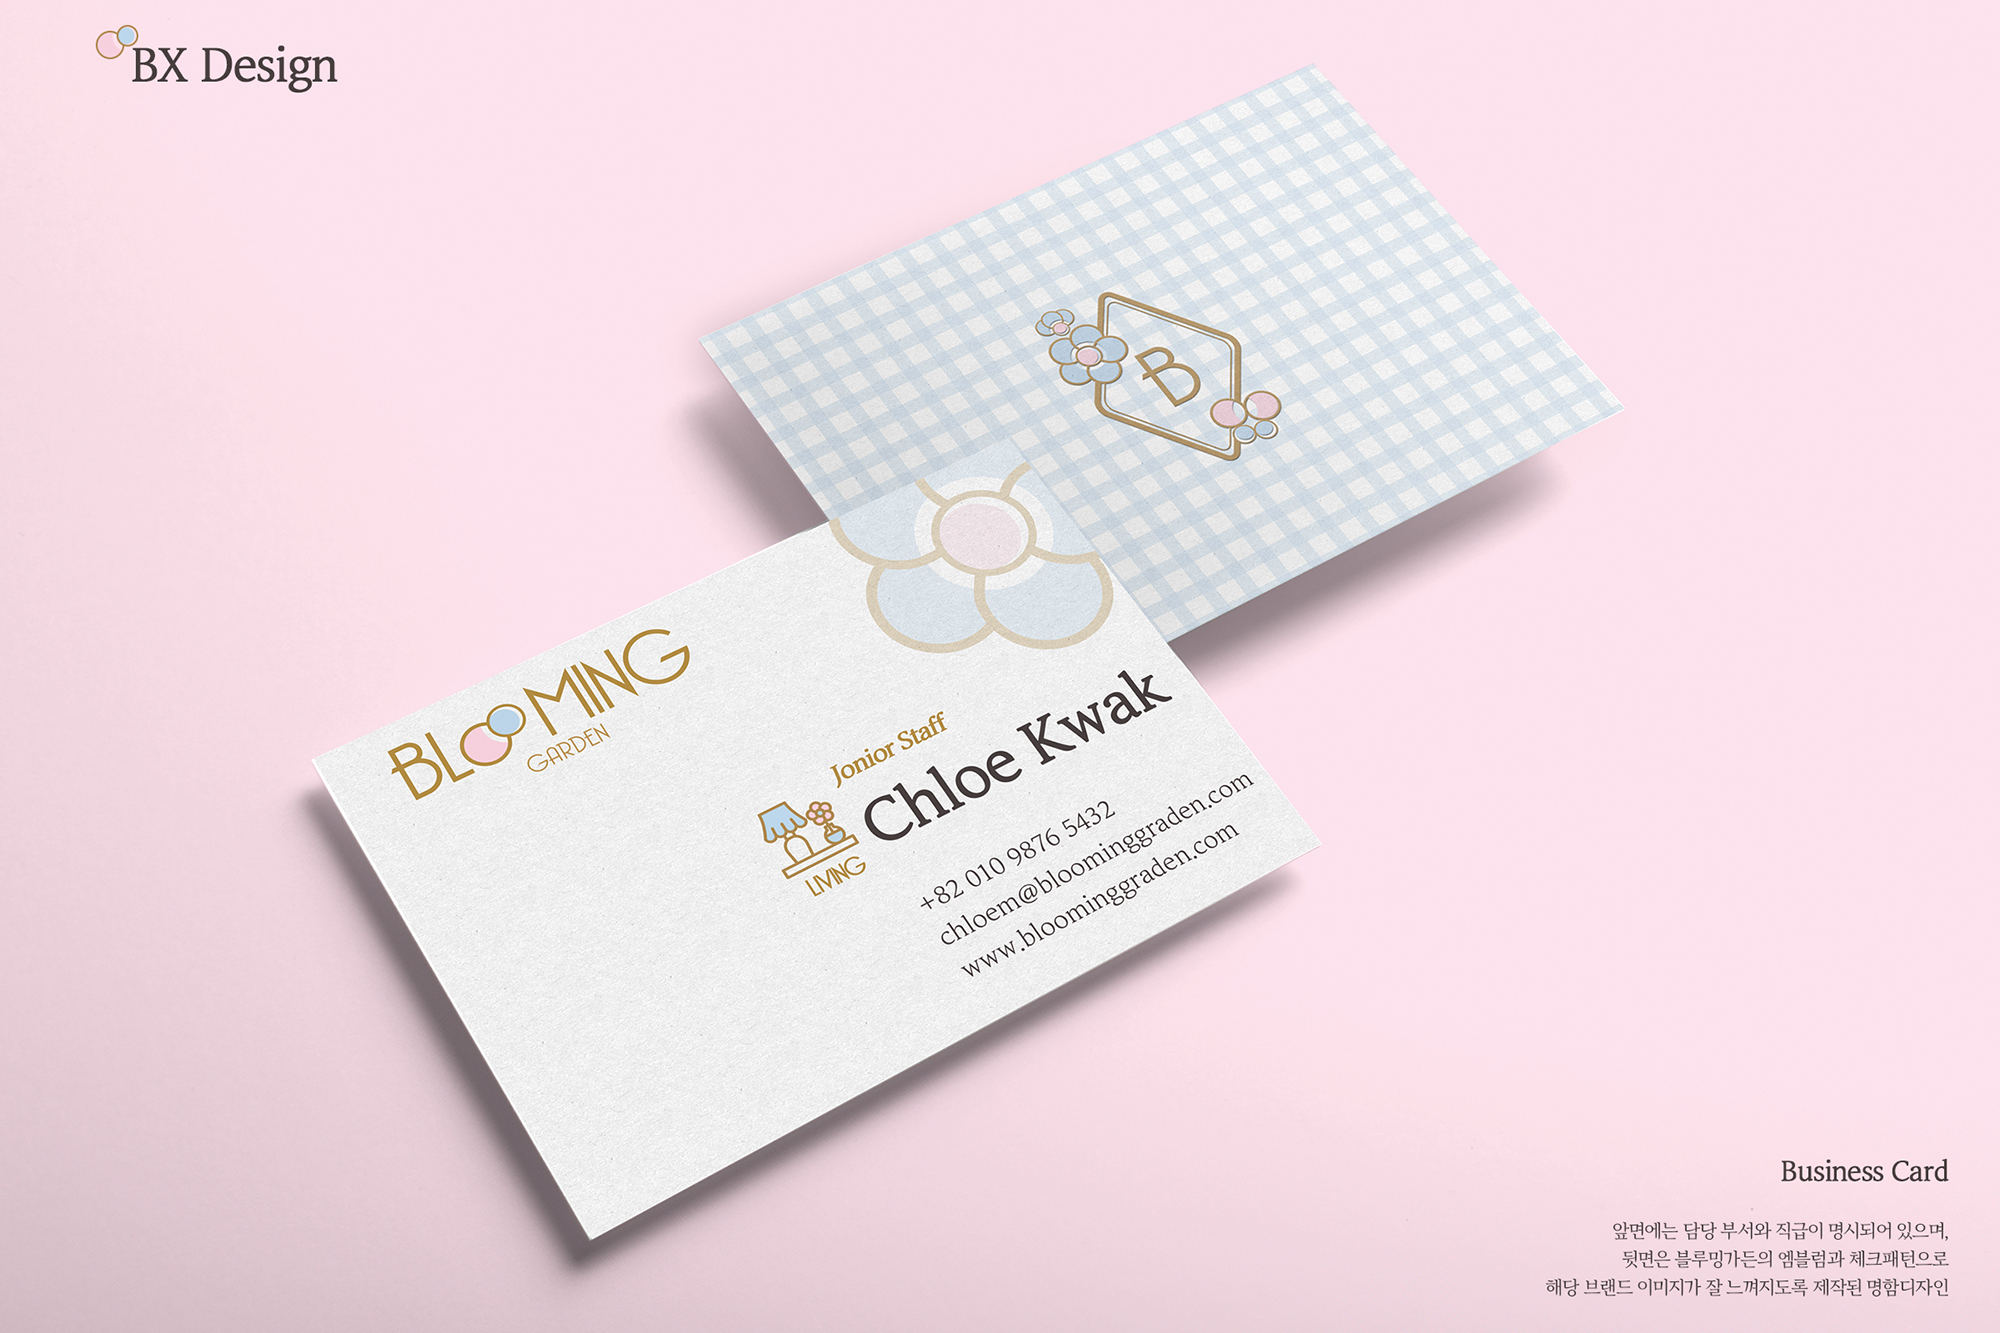 BX Design
B
BLOOMING
GARDEN
Jonior Staff
Chloe Kwak
LIVING
+82 010 9876 5432
chloem@bloominggraden.com
www.bloominggraden.com
Business Card
앞면에는 담당 부서와 직급이 명시되어 있으며,
뒷면은 블루밍가든의 엠블럼과 체크패턴으로
해당 브랜드 이미지가 잘 느껴지도록 제작된 명함디자인